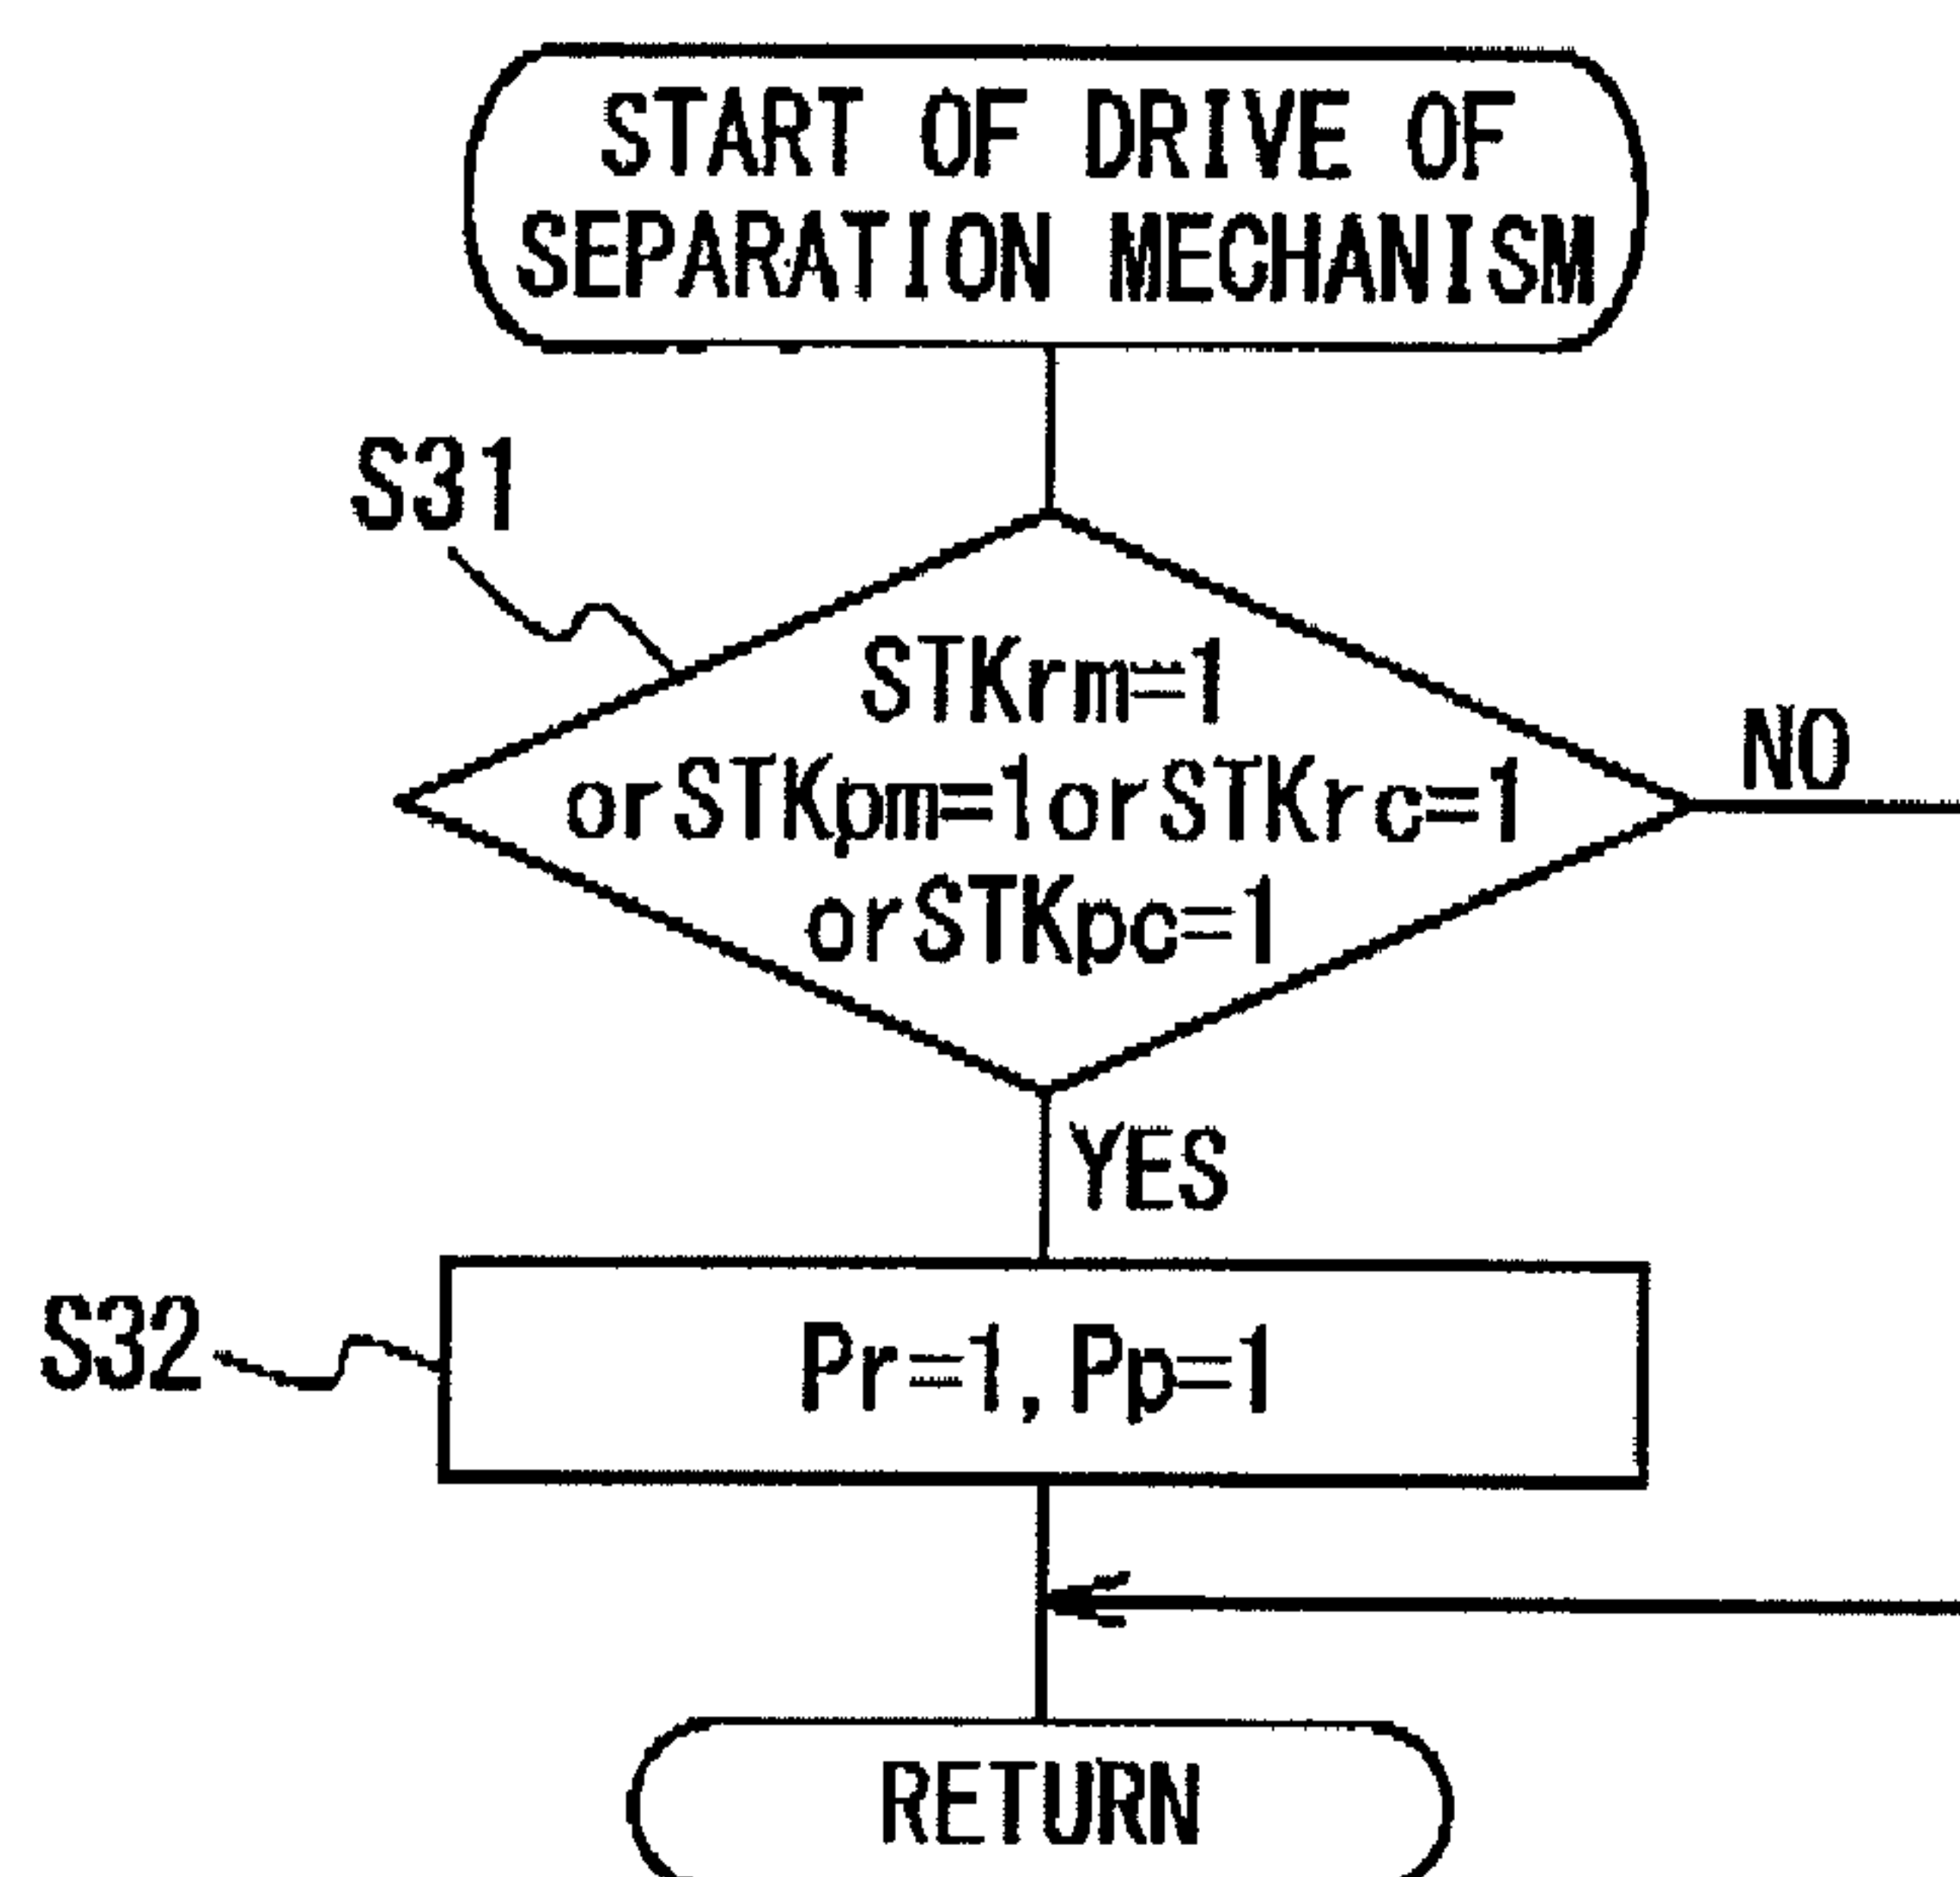 START OF DRIVE OF
SEPARATION MECHANISM
S31
STKrm=1
orSTKpm=1orSTKrc=1
orSTKpc=1
NO
YES
S32
Pr=1, Pp=1
RETURN